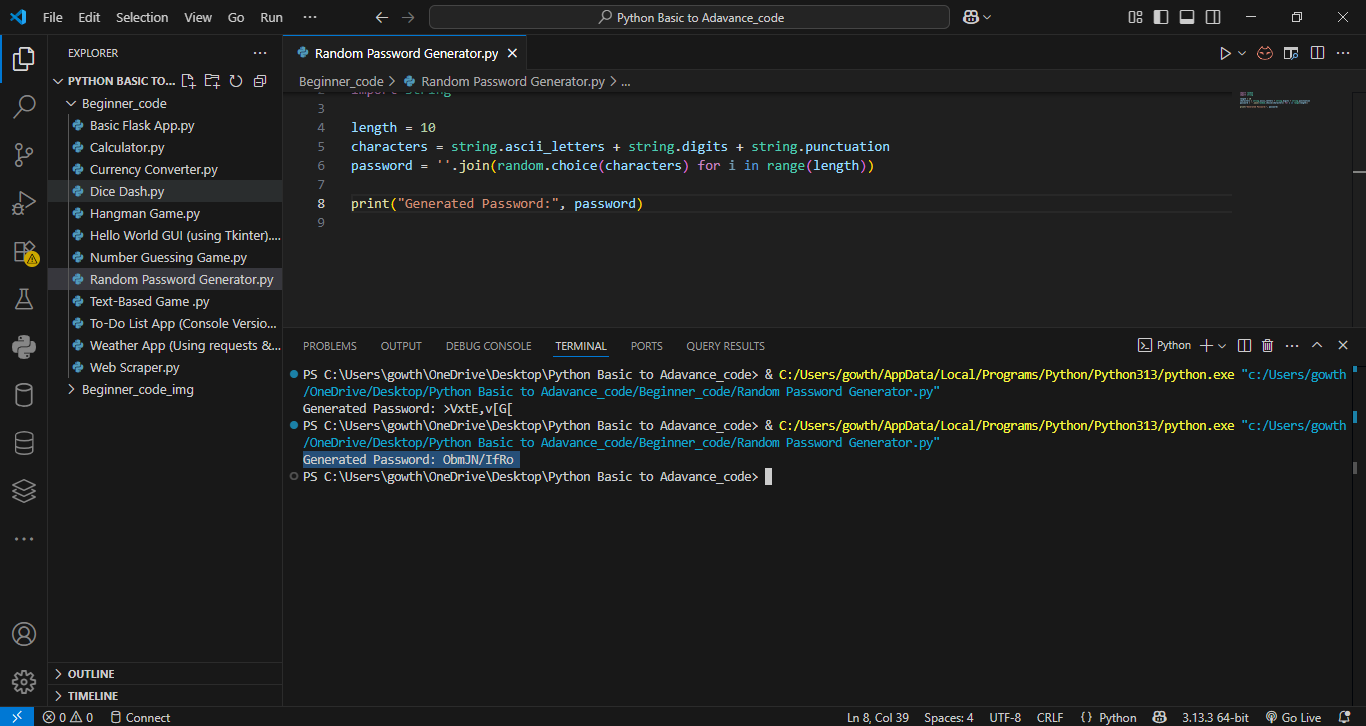 File Edit Selection View Go Run ··· Python Basic to Adavance_code
EXPLORER ···
PYTHON BASIC TO...
Beginner_code
Basic Flask App.py
Calculator.py
Currency Converter.py
Dice Dash.py
Hangman Game.py
Hello World GUI (using Tkinter)....
Number Guessing Game.py
Random Password Generator.py
Text-Based Game .py
To-Do List App (Console Versio...
Weather App (Using requests &...
Web Scraper.py
Beginner_code_img
OUTLINE
TIMELINE
Random Password Generator.py
Beginner_code > Random Password Generator.py > ...
2 import string
3
4 length = 10
5 characters = string.ascii_letters + string.digits + string.punctuation
6 password = ''.join(random.choice(characters) for i in range(length))
7
8 print("Generated Password:", password)
9
PROBLEMS OUTPUT DEBUG CONSOLE TERMINAL PORTS QUERY RESULTS Python
PS C:\Users\gowth\OneDrive\Desktop\Python Basic to Adavance_code> & C:/Users/gowth/AppData/Local/Programs/Python/Python313/python.exe "c:/Users/gowth
/OneDrive/Desktop/Python Basic to Adavance_code/Beginner_code/Random Password Generator.py"
Generated Password: >VxtE,v[G[
PS C:\Users\gowth\OneDrive\Desktop\Python Basic to Adavance_code> & C:/Users/gowth/AppData/Local/Programs/Python/Python313/python.exe "c:/Users/gowth
/OneDrive/Desktop/Python Basic to Adavance_code/Beginner_code/Random Password Generator.py"
Generated Password: ObmJN/IfRo
PS C:\Users\gowth\OneDrive\Desktop\Python Basic to Adavance_code>
0 0 Connect Ln 8, Col 39 Spaces: 4 UTF-8 CRLF {} Python 3.13.3 64-bit Go Live